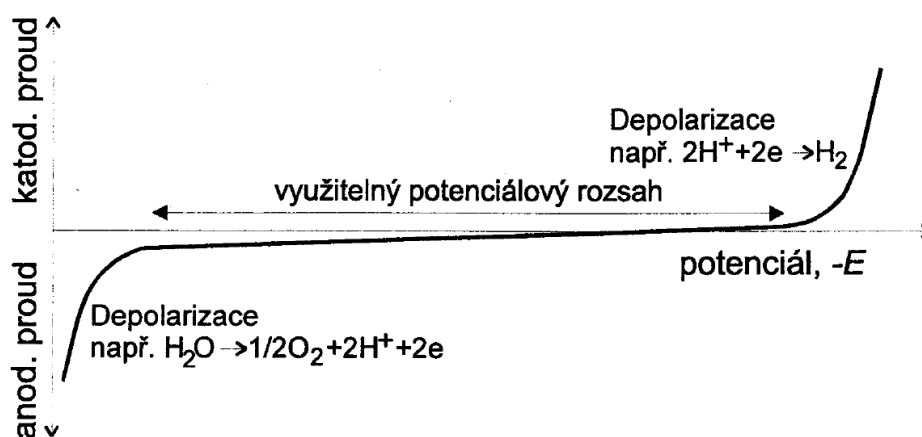 katod. proud
Depolarizace
např. 2H⁺+2e →H₂
využitelný potenciálový rozsah
potenciál, -E
anod. proud
Depolarizace
např. H₂O→1/2O₂+2H⁺+2e